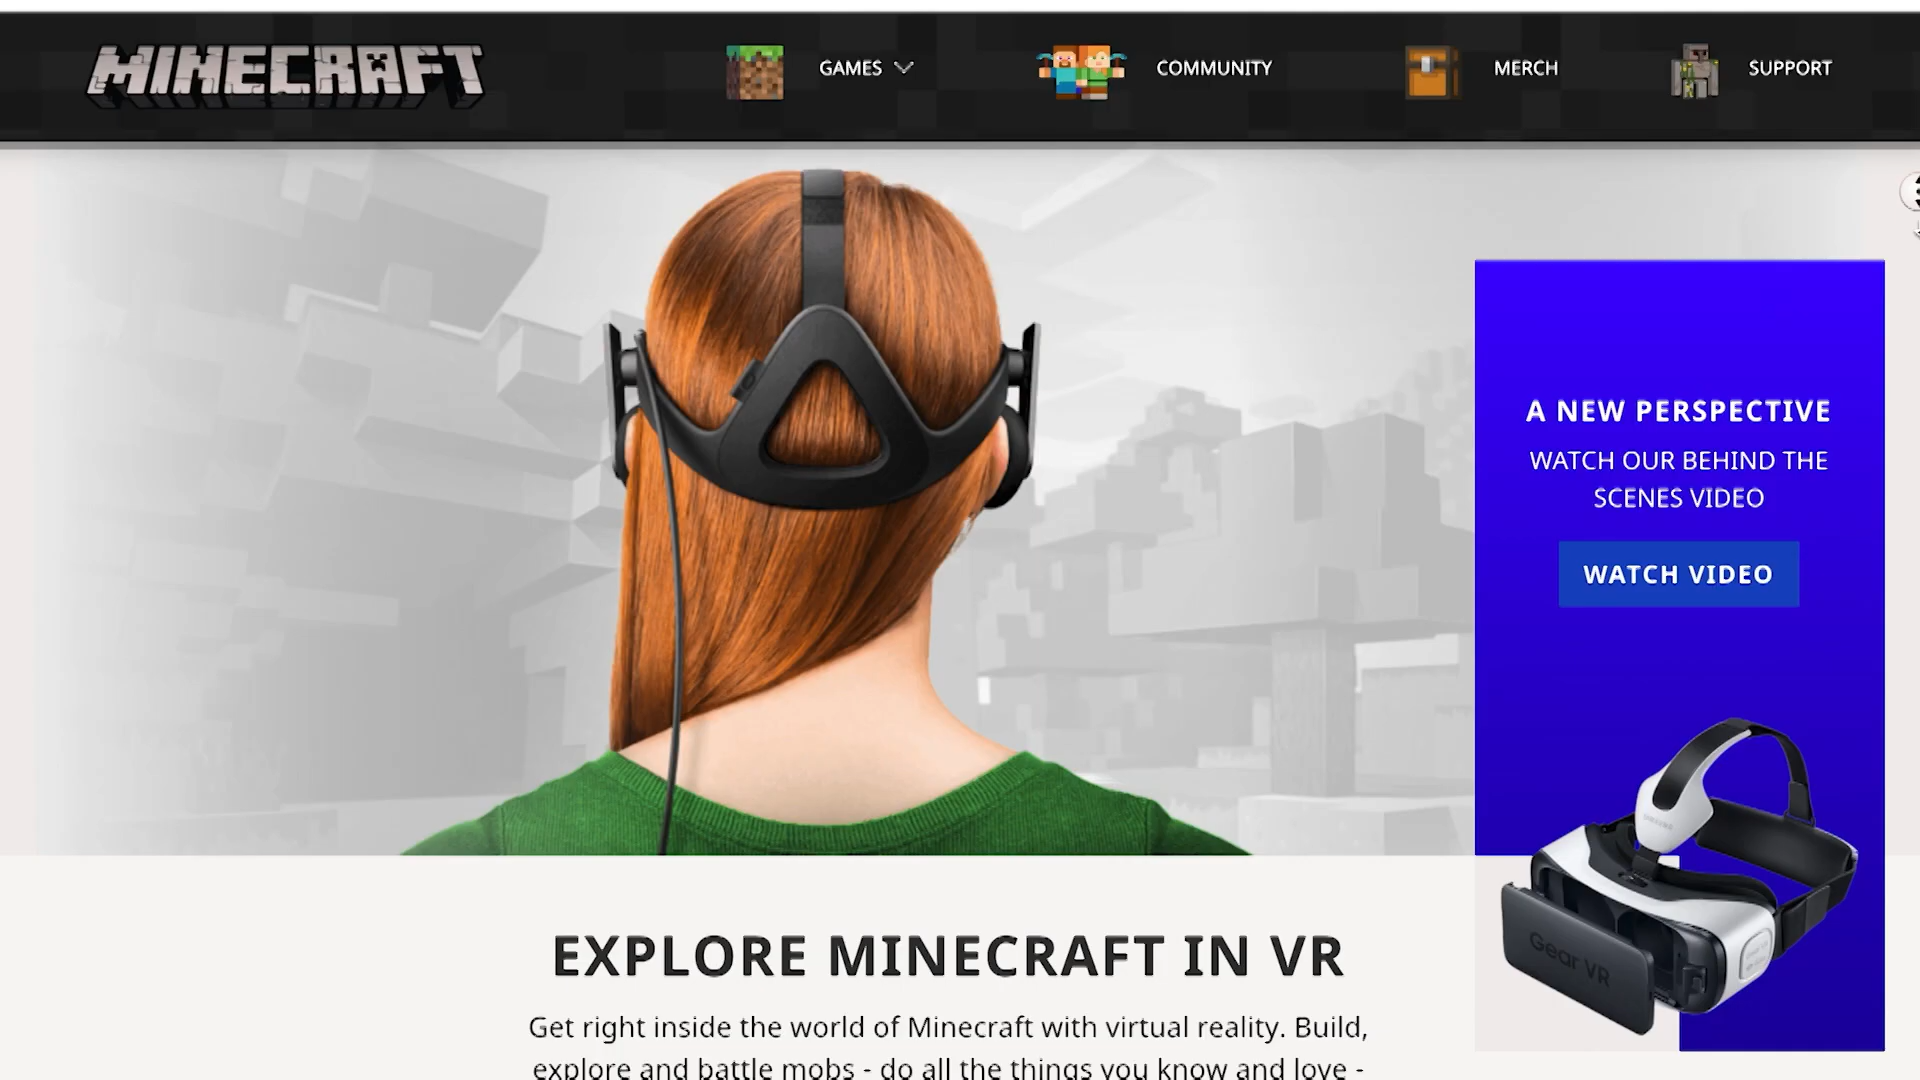 MINECRAFT
GAMES
COMMUNITY
MERCH
SUPPORT
A NEW PERSPECTIVE
WATCH OUR BEHIND THE
SCENES VIDEO
WATCH VIDEO
SAMSUNG
Gear VR
EXPLORE MINECRAFT IN VR
Get right inside the world of Minecraft with virtual reality. Build,
explore and battle mobs - do all the things you know and love -